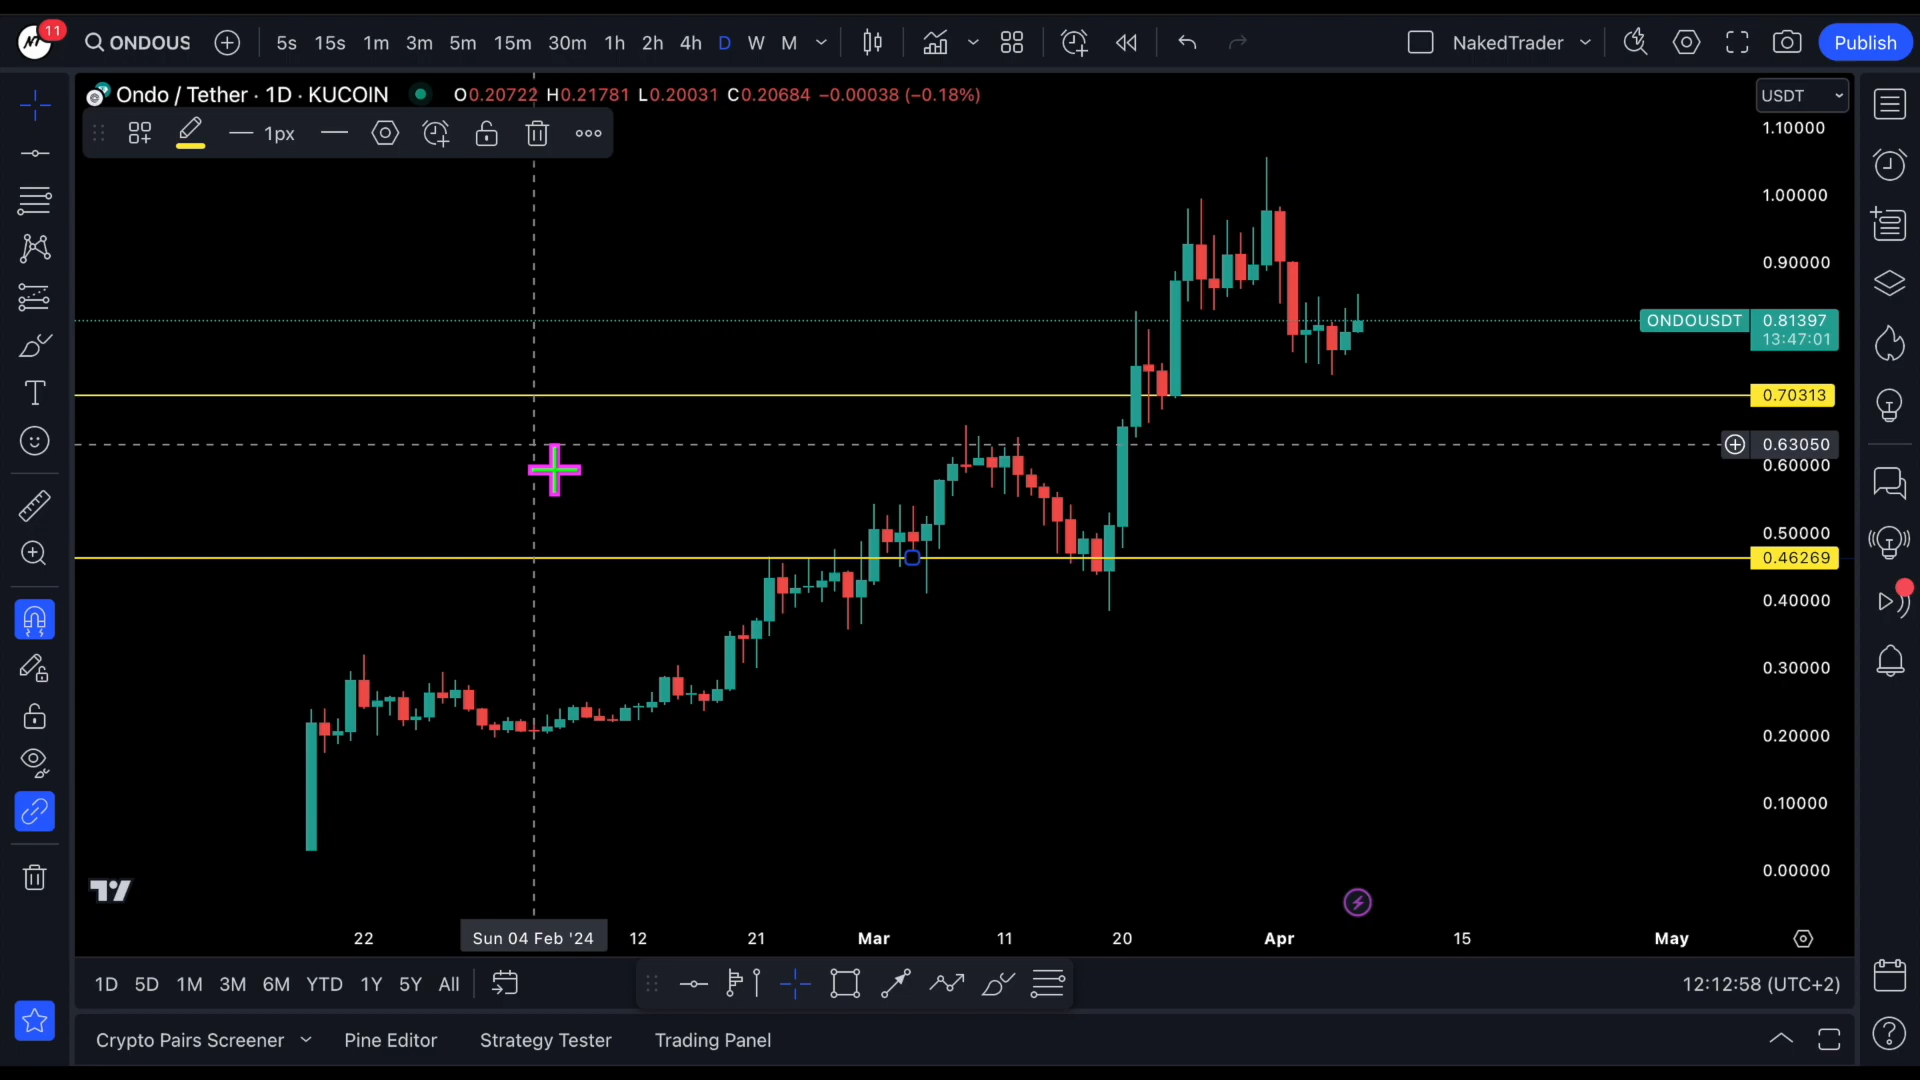 11
ONDOUS
5s 15s 1m 3m 5m 15m 30m 1h 2h 4h D W M
NakedTrader
Publish
Ondo / Tether · 1D · KUCOIN
O0.20722 H0.21781 L0.20031 C0.20684 −0.00038 (−0.18%)
USDT
1px
1.10000
1.00000
0.90000
ONDOUSDT 0.81397
13:47:01
0.70313
0.63050
0.60000
0.50000
0.46269
0.40000
0.30000
0.20000
0.10000
0.00000
22 Sun 04 Feb '24 12 21 Mar 11 20 Apr 15 May
1D 5D 1M 3M 6M YTD 1Y 5Y All
12:12:58 (UTC+2)
Crypto Pairs Screener Pine Editor Strategy Tester Trading Panel